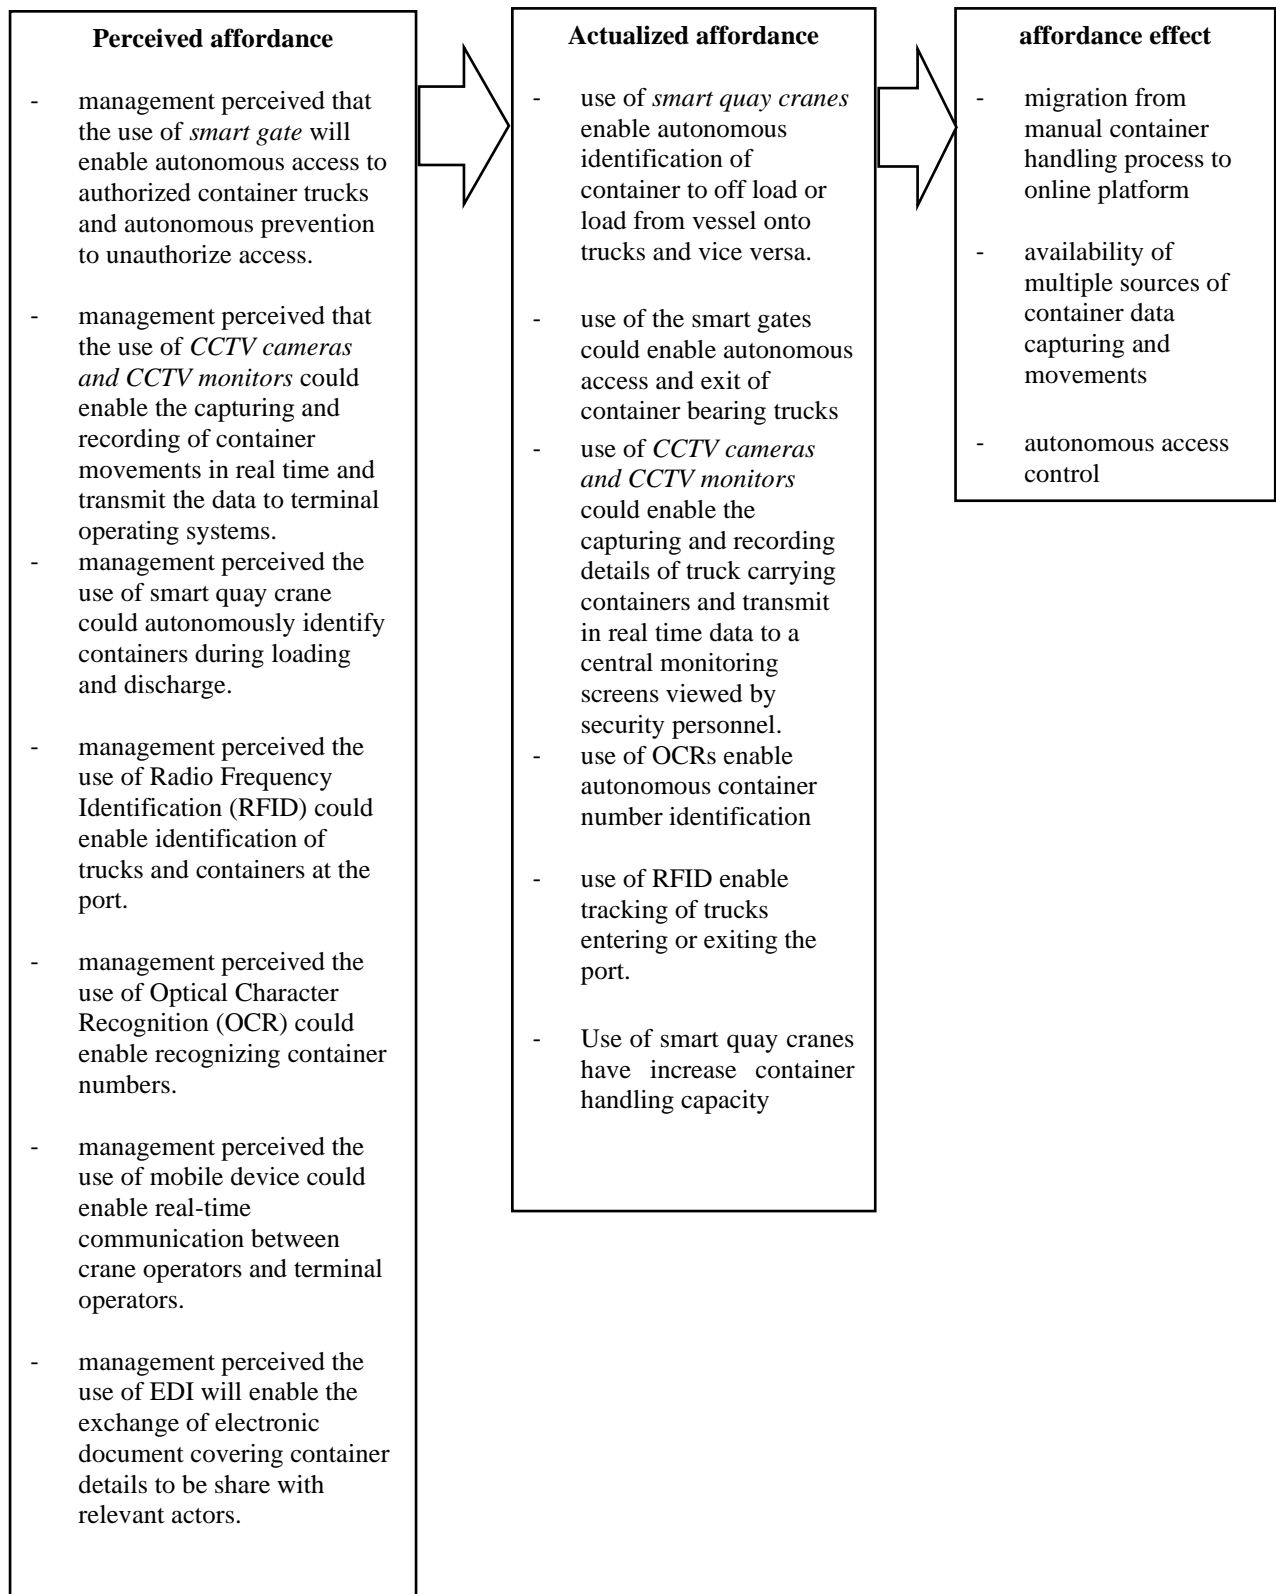 Perceived affordance
- management perceived that
the use of smart gate will
enable autonomous access to
authorized container trucks
and autonomous prevention
to unauthorize access.
- management perceived that
the use of CCTV cameras
and CCTV monitors could
enable the capturing and
recording of container
movements in real time and
transmit the data to terminal
operating systems.
- management perceived the
use of smart quay crane
could autonomously identify
containers during loading
and discharge.
- management perceived the
use of Radio Frequency
Identification (RFID) could
enable identification of
trucks and containers at the
port.
- management perceived the
use of Optical Character
Recognition (OCR) could
enable recognizing container
numbers.
- management perceived the
use of mobile device could
enable real-time
communication between
crane operators and terminal
operators.
- management perceived the
use of EDI will enable the
exchange of electronic
document covering container
details to be share with
relevant actors.
Actualized affordance
- use of smart quay cranes
enable autonomous
identification of
container to off load or
load from vessel onto
trucks and vice versa.
- use of the smart gates
could enable autonomous
access and exit of
container bearing trucks
- use of CCTV cameras
and CCTV monitors
could enable the
capturing and recording
details of truck carrying
containers and transmit
in real time data to a
central monitoring
screens viewed by
security personnel.
- use of OCRs enable
autonomous container
number identification
- use of RFID enable
tracking of trucks
entering or exiting the
port.
- Use of smart quay cranes
have increase container
handling capacity
affordance effect
- migration from
manual container
handling process to
online platform
- availability of
multiple sources of
container data
capturing and
movements
- autonomous access
control